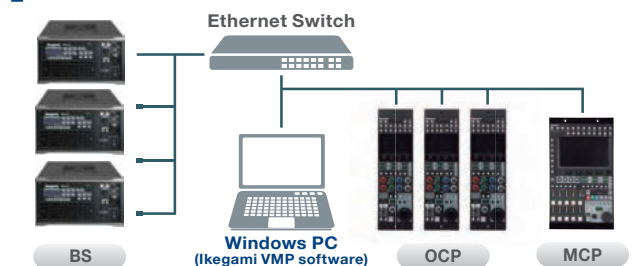 Ethernet Switch
Windows PC
(Ikegami VMP software)
BS
OCP
MCP